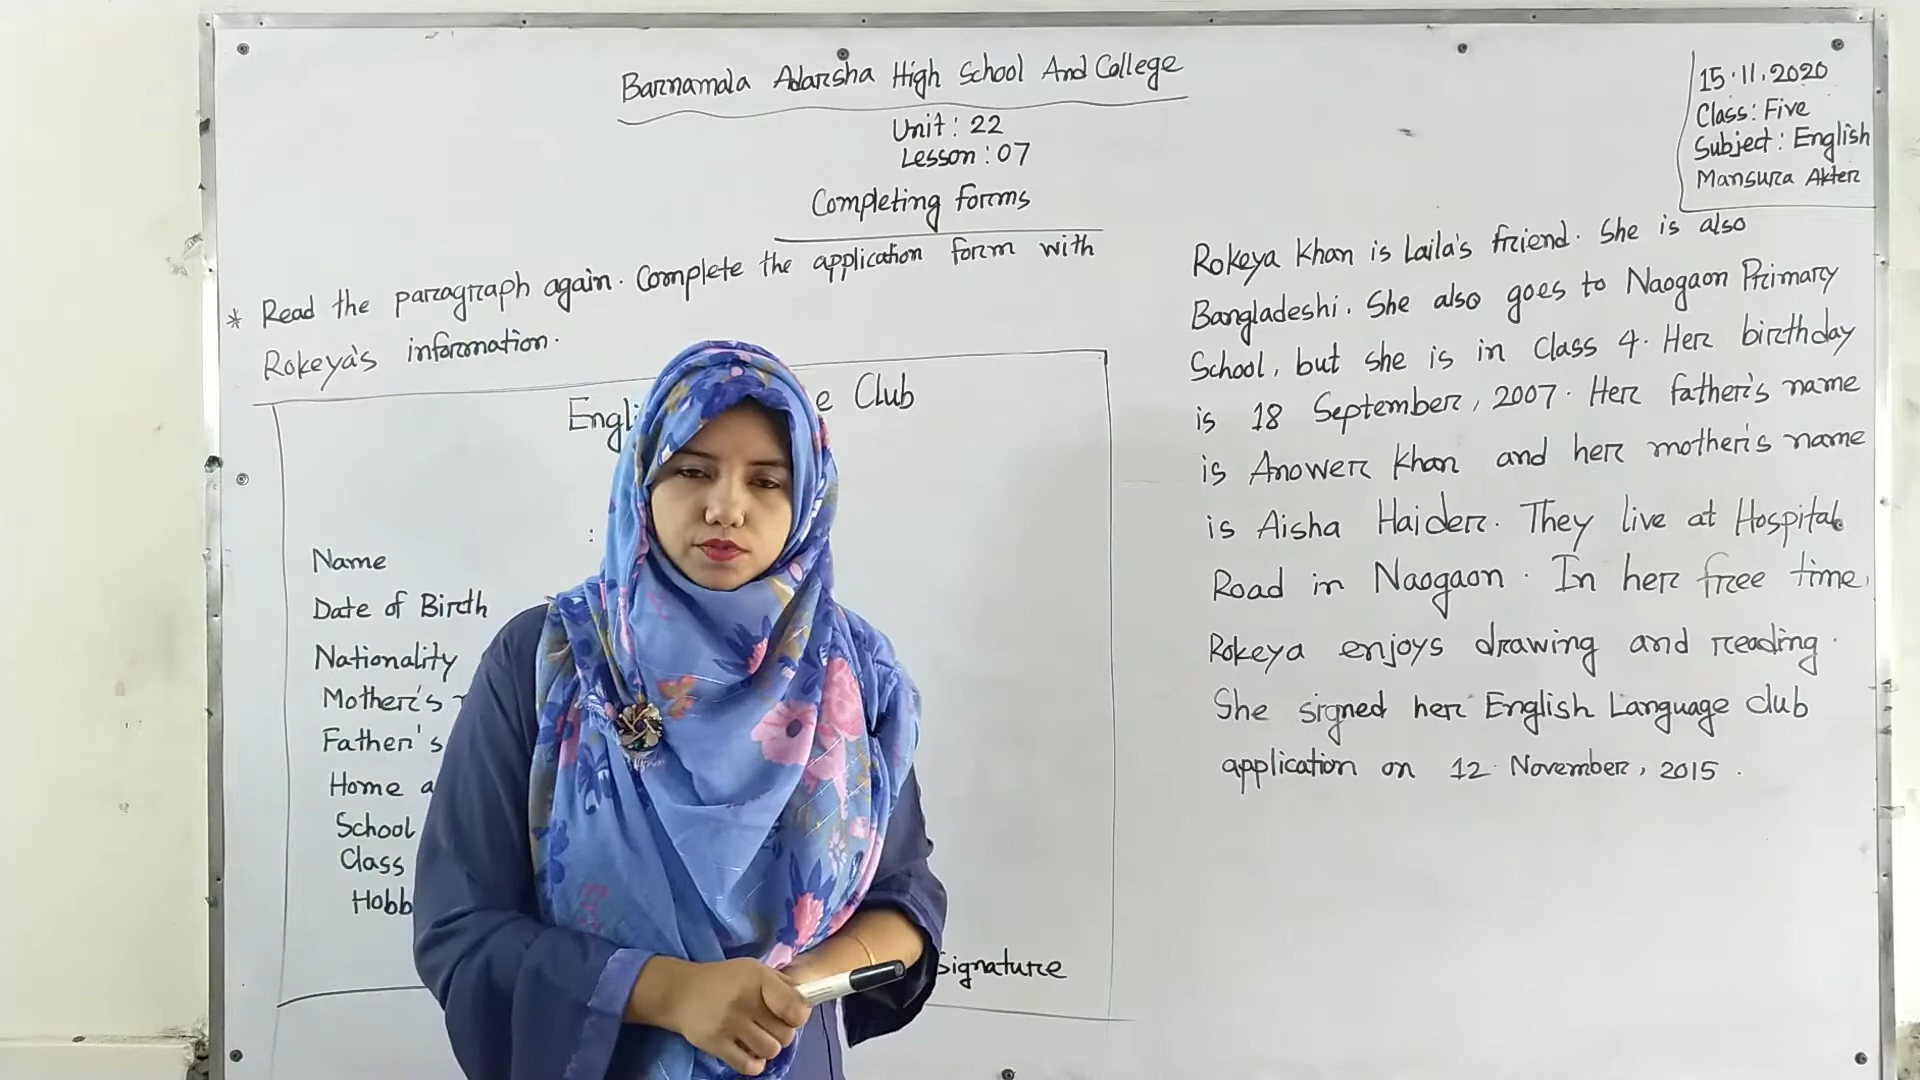 Barnamala Adarsha High School And College
Unit : 22
Lesson : 07
Completing forms
15.11.2020
Class: Five
Subject : English
Mansura Akter
* Read the paragraph again. Complete the application form with
Rokeya's information.
e Club
Name :
Date of Birth
Nationality
Mother's
Father's
Home
School
Class
Signature
Rokeya Khan is Laila's friend. She is also
Bangladeshi. She also goes to Naogaon Primary
School, but she is in Class 4. Her birthday
is 18 September, 2007. Her father's name
is Anower Khan and her mother's name
is Aisha Haider. They live at Hospital
Road in Naogaon. In her free time,
Rokeya enjoys drawing and reading.
She signed her English Language club
application on 12 November, 2015.